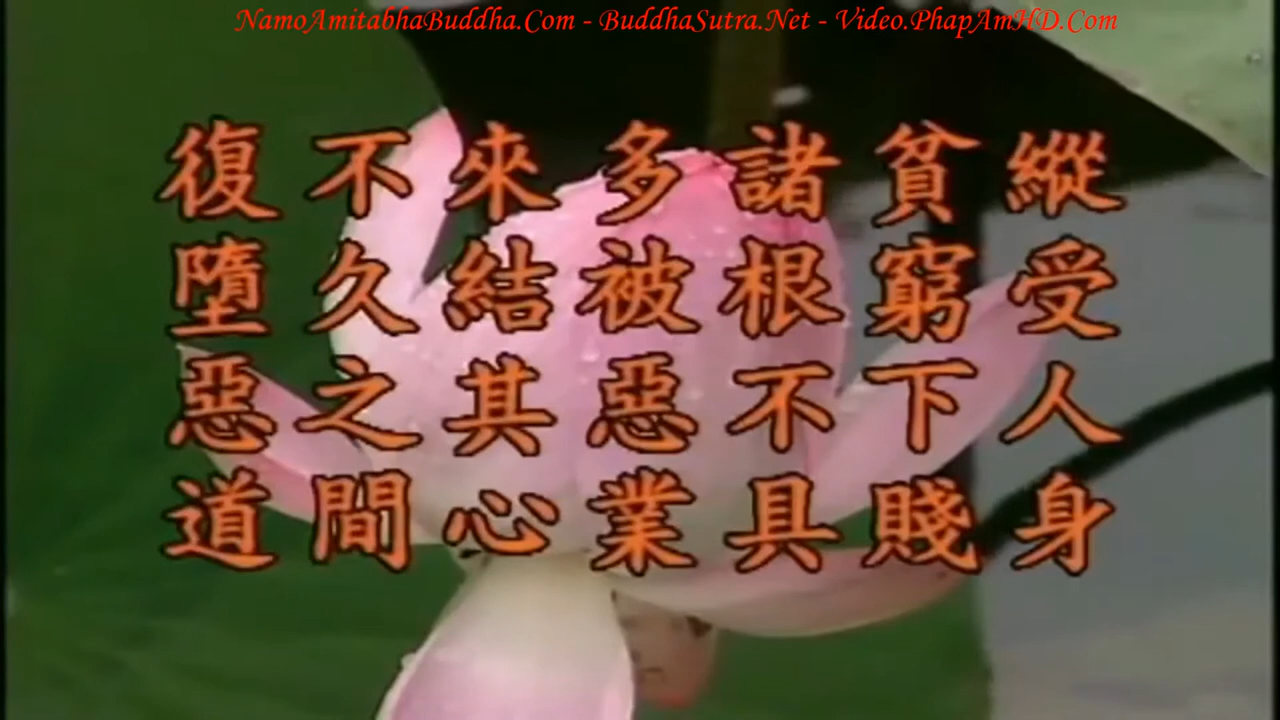 NamoAmitabhaBuddha.Com - BuddhaSutra.Net - Video.PhapAmHD.Com
縱受人身
貧窮下賤
諸根不具
多被惡業
來結其心
不久之間
復墮惡道